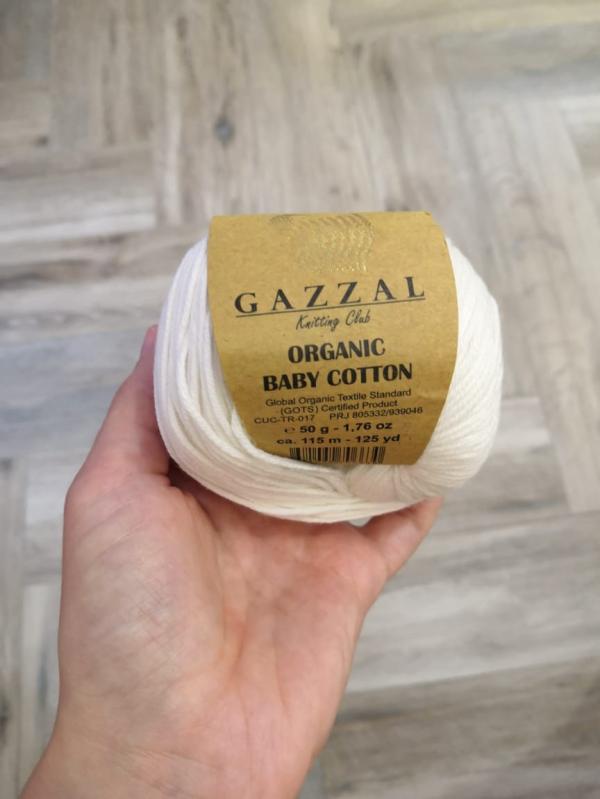 GAZZAL
Knitting Club
ORGANIC
BABY COTTON
Global Organic Textile Standard
(GOTS) Certified Product
CUC-TR-017 PRJ 805332/939046
℮ 50 g - 1,76 oz
ca. 115 m - 125 yd